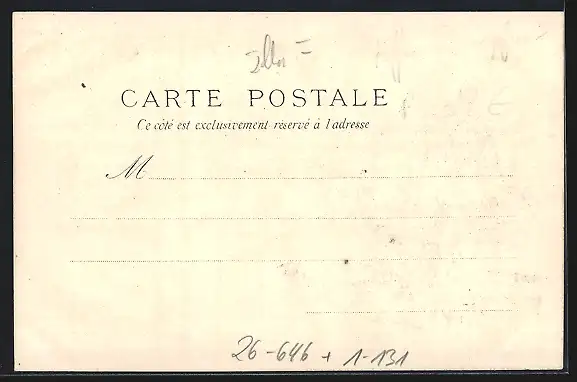 CARTE POSTALE
Ce côté est exclusivement réservé à l'adresse
M
26-646 + 1-131